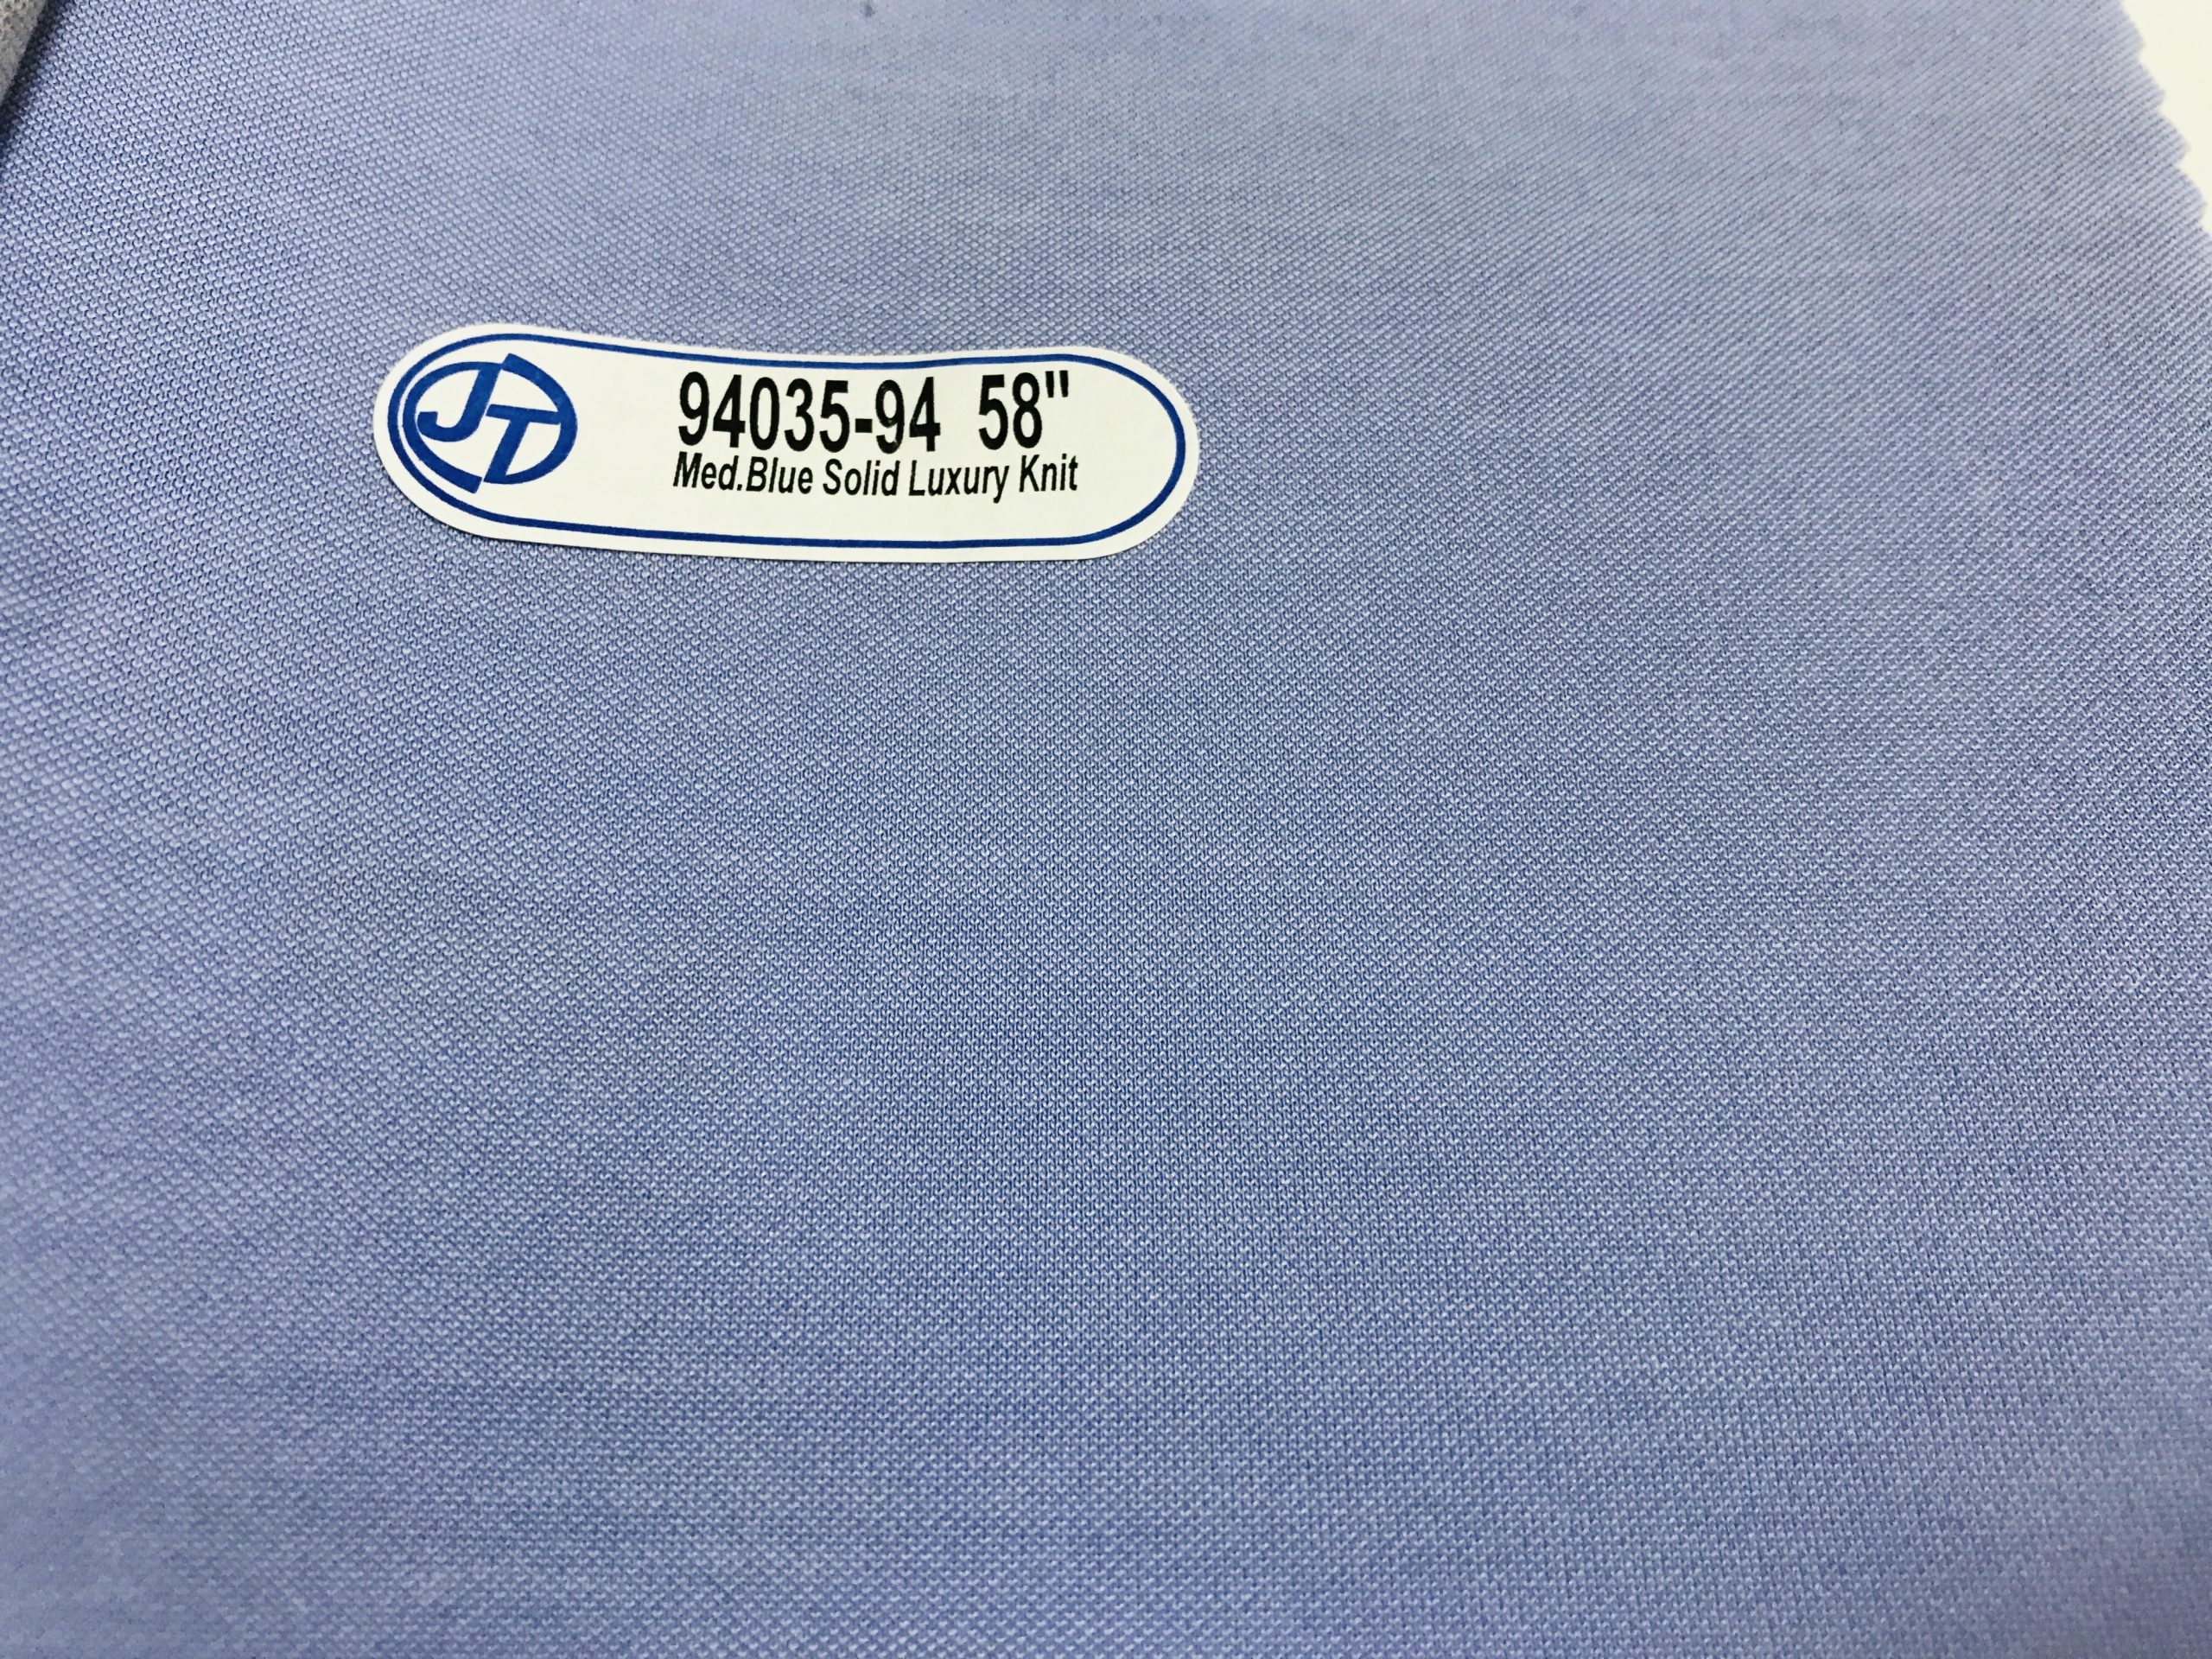 JT
94035-94 58"
Med.Blue Solid Luxury Knit